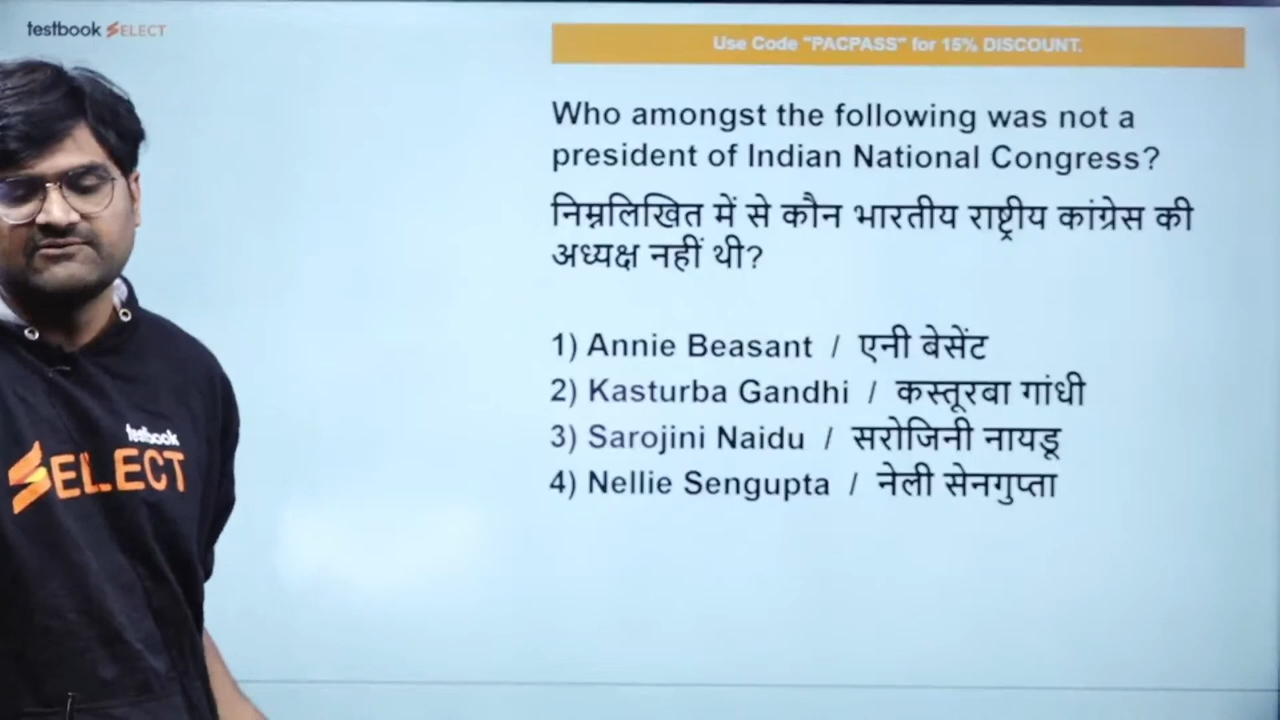 testbook SELECT
Use Code "PACPASS" for 15% DISCOUNT.
Who amongst the following was not a
president of Indian National Congress?
निम्नलिखित में से कौन भारतीय राष्ट्रीय कांग्रेस की
अध्यक्ष नहीं थी?
1) Annie Beasant / एनी बेसेंट
2) Kasturba Gandhi / कस्तूरबा गांधी
3) Sarojini Naidu / सरोजिनी नायडू
4) Nellie Sengupta / नेली सेनगुप्ता
testbook
SELECT